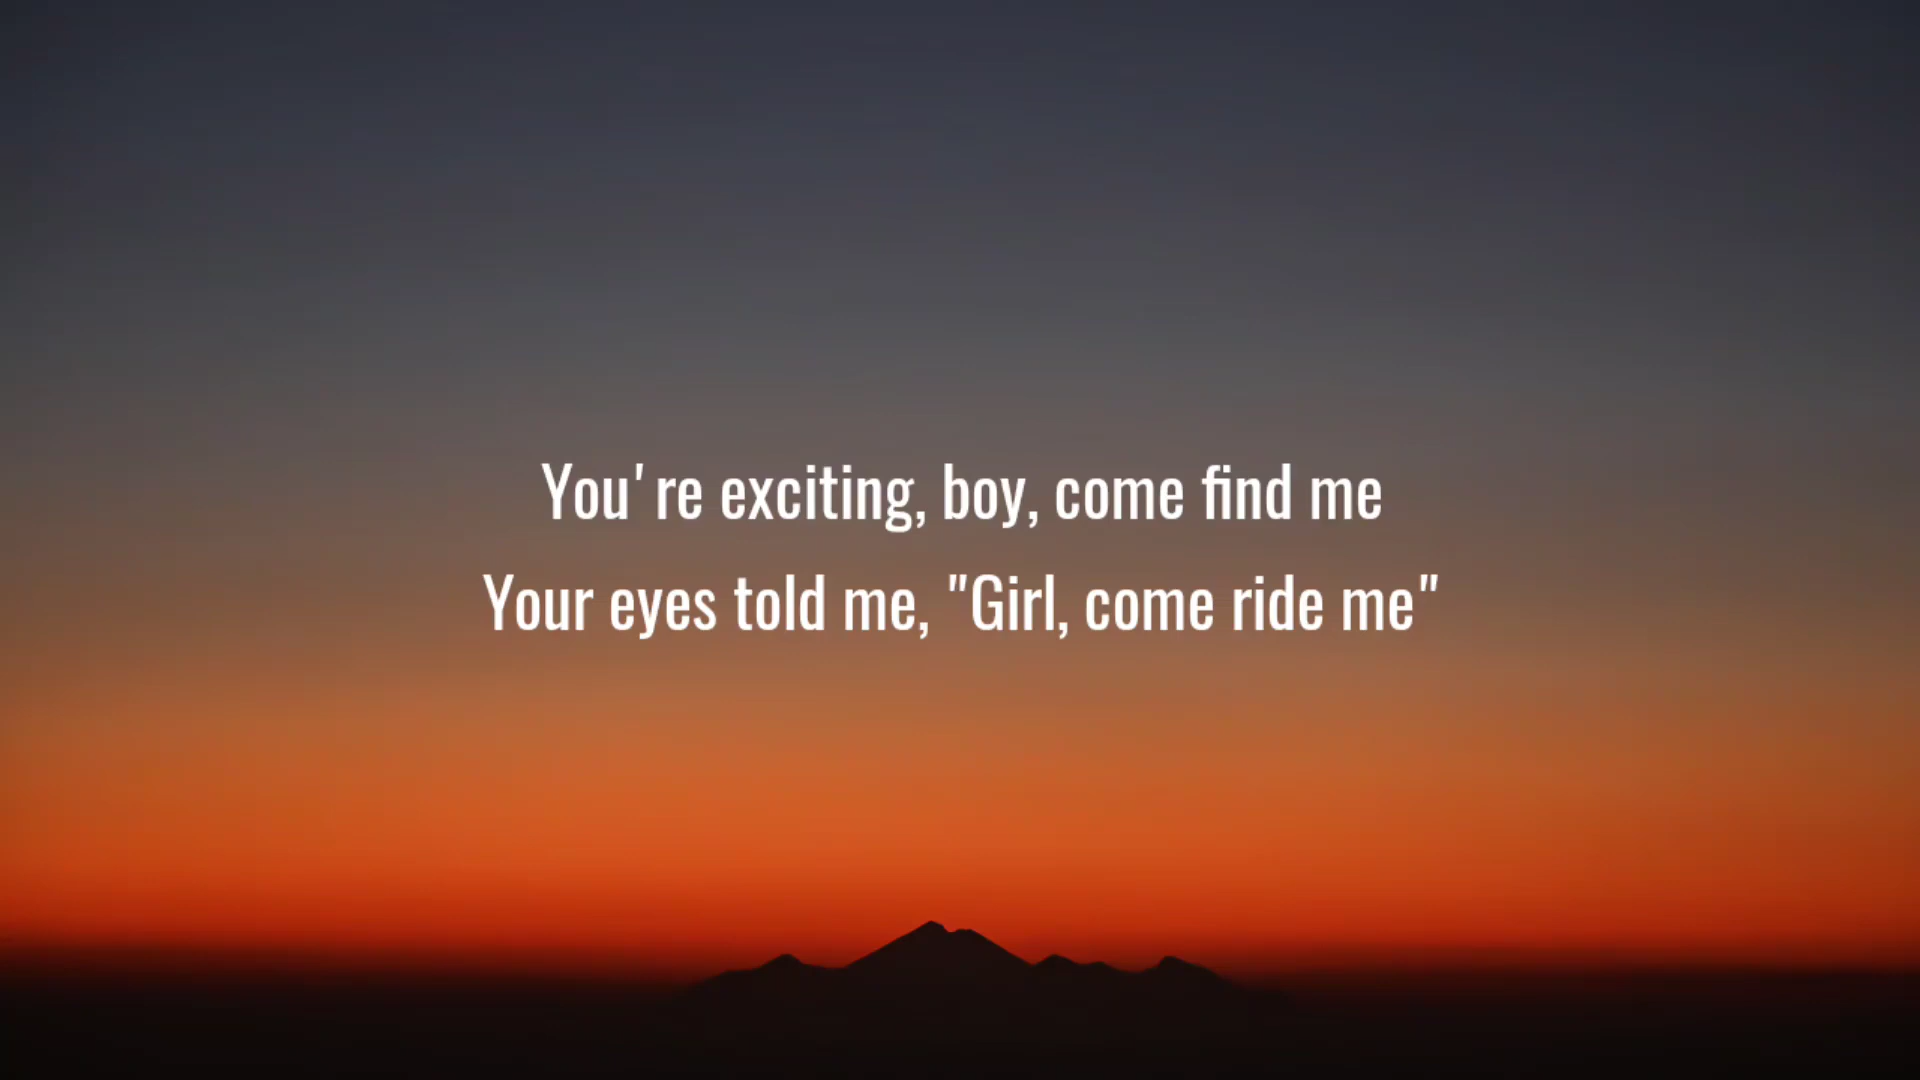 You're exciting, boy, come find me
Your eyes told me, "Girl, come ride me"